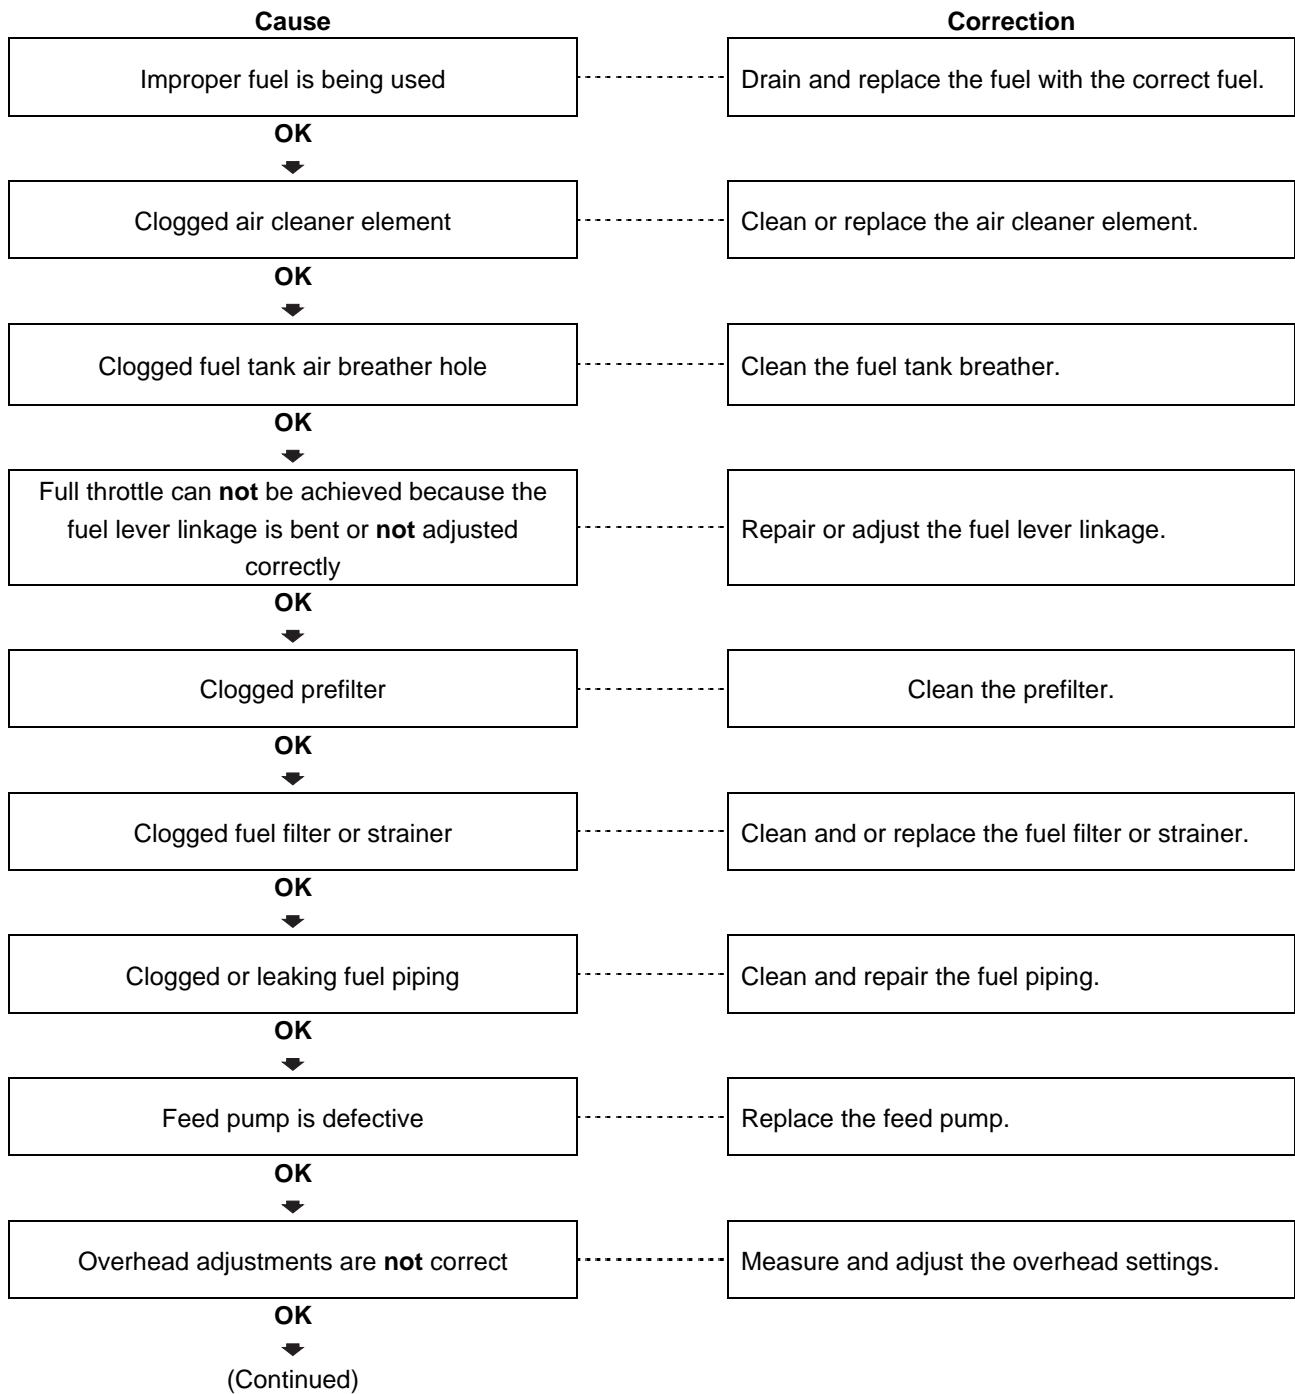 Cause
Correction
Improper fuel is being used
Drain and replace the fuel with the correct fuel.
OK
Clogged air cleaner element
Clean or replace the air cleaner element.
OK
Clogged fuel tank air breather hole
Clean the fuel tank breather.
OK
Full throttle can not be achieved because the
fuel lever linkage is bent or not adjusted
correctly
Repair or adjust the fuel lever linkage.
OK
Clogged prefilter
Clean the prefilter.
OK
Clogged fuel filter or strainer
Clean and or replace the fuel filter or strainer.
OK
Clogged or leaking fuel piping
Clean and repair the fuel piping.
OK
Feed pump is defective
Replace the feed pump.
OK
Overhead adjustments are not correct
Measure and adjust the overhead settings.
OK
(Continued)